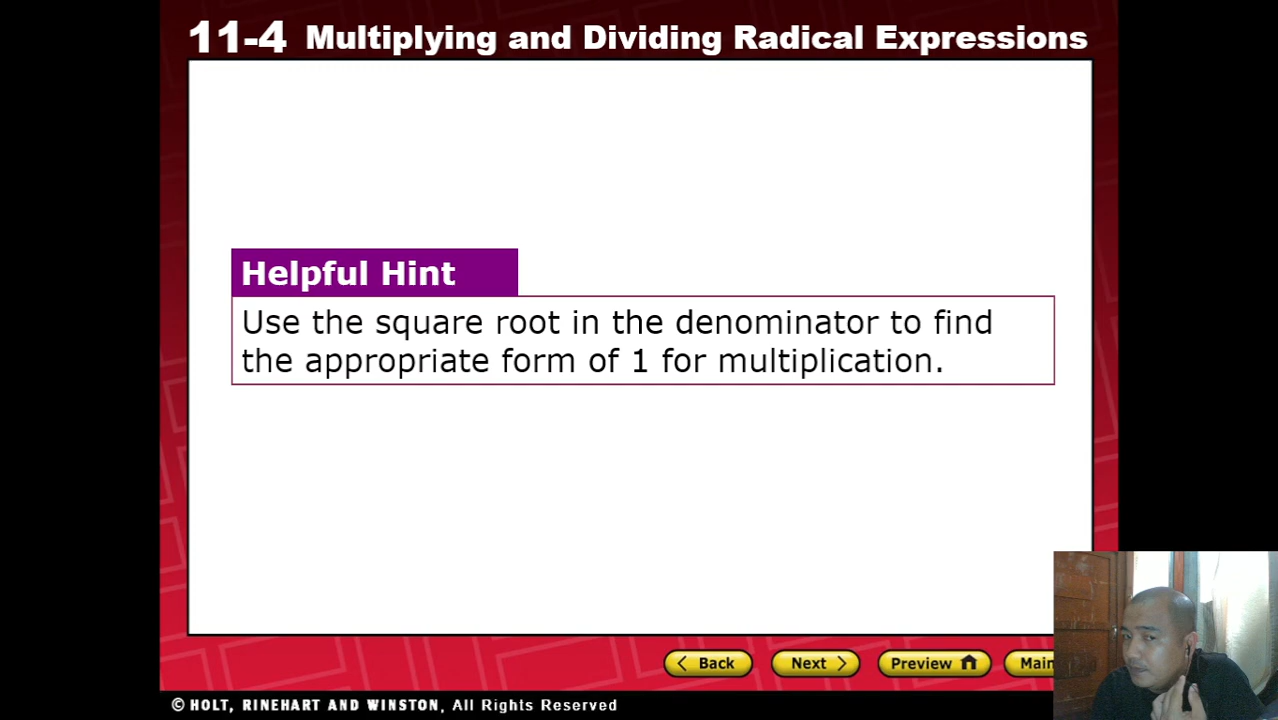 11-4 Multiplying and Dividing Radical Expressions
Helpful Hint
Use the square root in the denominator to find
the appropriate form of 1 for multiplication.
Back Next Preview Main
© HOLT, RINEHART AND WINSTON, All Rights Reserved